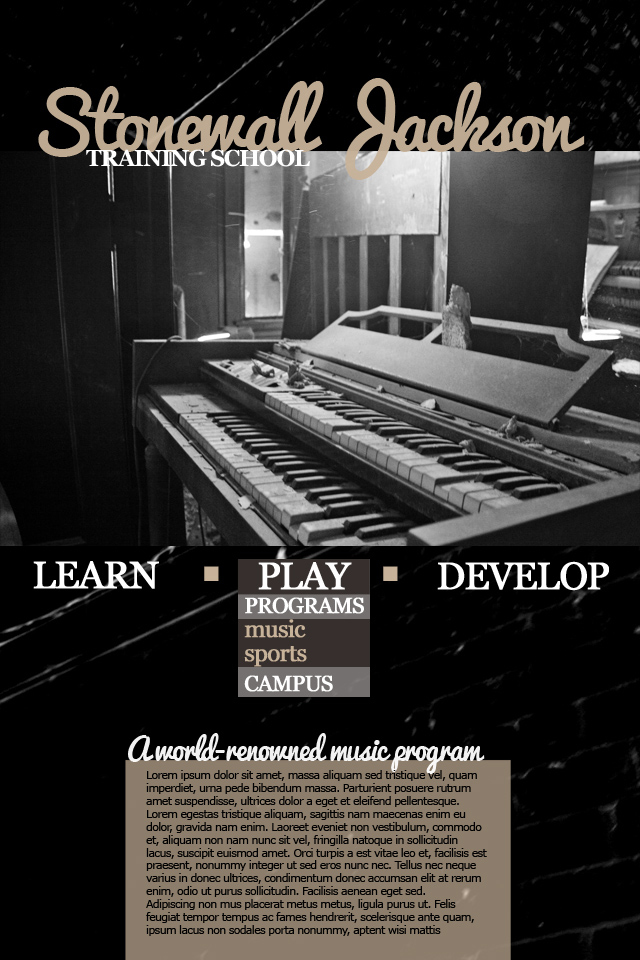 Stonewall Jackson
TRAINING SCHOOL
LEARN PLAY DEVELOP
PROGRAMS
music
sports
CAMPUS
A world-renowned music program
Lorem ipsum dolor sit amet, massa aliquam sed tristique vel, quam
imperdiet, urna pede bibendum massa. Parturient posuere rutrum
amet suspendisse, ultrices dolor a eget et eleifend pellentesque.
Lorem egestas tristique aliquam, sagittis nam maecenas enim eu
dolor, gravida nam enim. Laoreet eveniet non vestibulum, commodo
et, aliquam non nam nunc sit vel, fringilla natoque in sollicitudin
lacus, suscipit euismod amet. Orci turpis a est vitae leo et, facilisis est
praesent, nonummy integer ut sed eros nunc nec. Tellus nec neque
varius in donec ultrices, condimentum donec accumsan elit at rerum
enim, odio ut purus sollicitudin. Facilisis aenean eget sed.
Adipiscing non mus placerat metus metus, ligula purus ut. Felis
feugiat tempor tempus ac fames hendrerit, scelerisque ante quam,
ipsum lacus non sodales porta nonummy, aptent wisi mattis